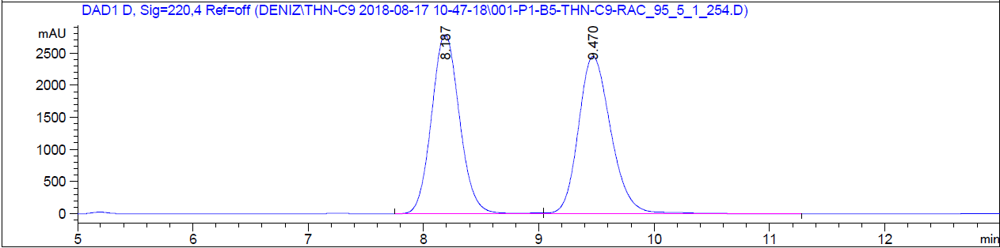 DAD1 D, Sig=220,4 Ref=off (DENIZ\THN-C9 2018-08-17 10-47-18\001-P1-B5-THN-C9-RAC_95_5_1_254.D)
mAU
8.187
9.470
2500
2000
1500
1000
500
0
5 6 7 8 9 10 11 12 min